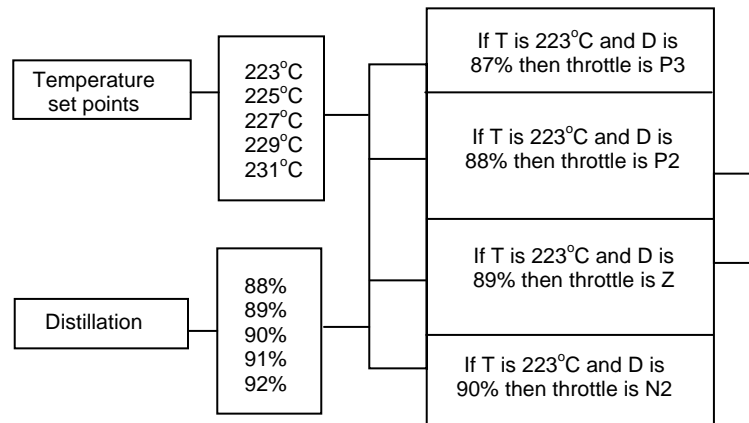 Temperature
set points
223°C
225°C
227°C
229°C
231°C
If T is 223°C and D is
87% then throttle is P3
If T is 223°C and D is
88% then throttle is P2
If T is 223°C and D is
89% then throttle is Z
If T is 223°C and D is
90% then throttle is N2
Distillation
88%
89%
90%
91%
92%